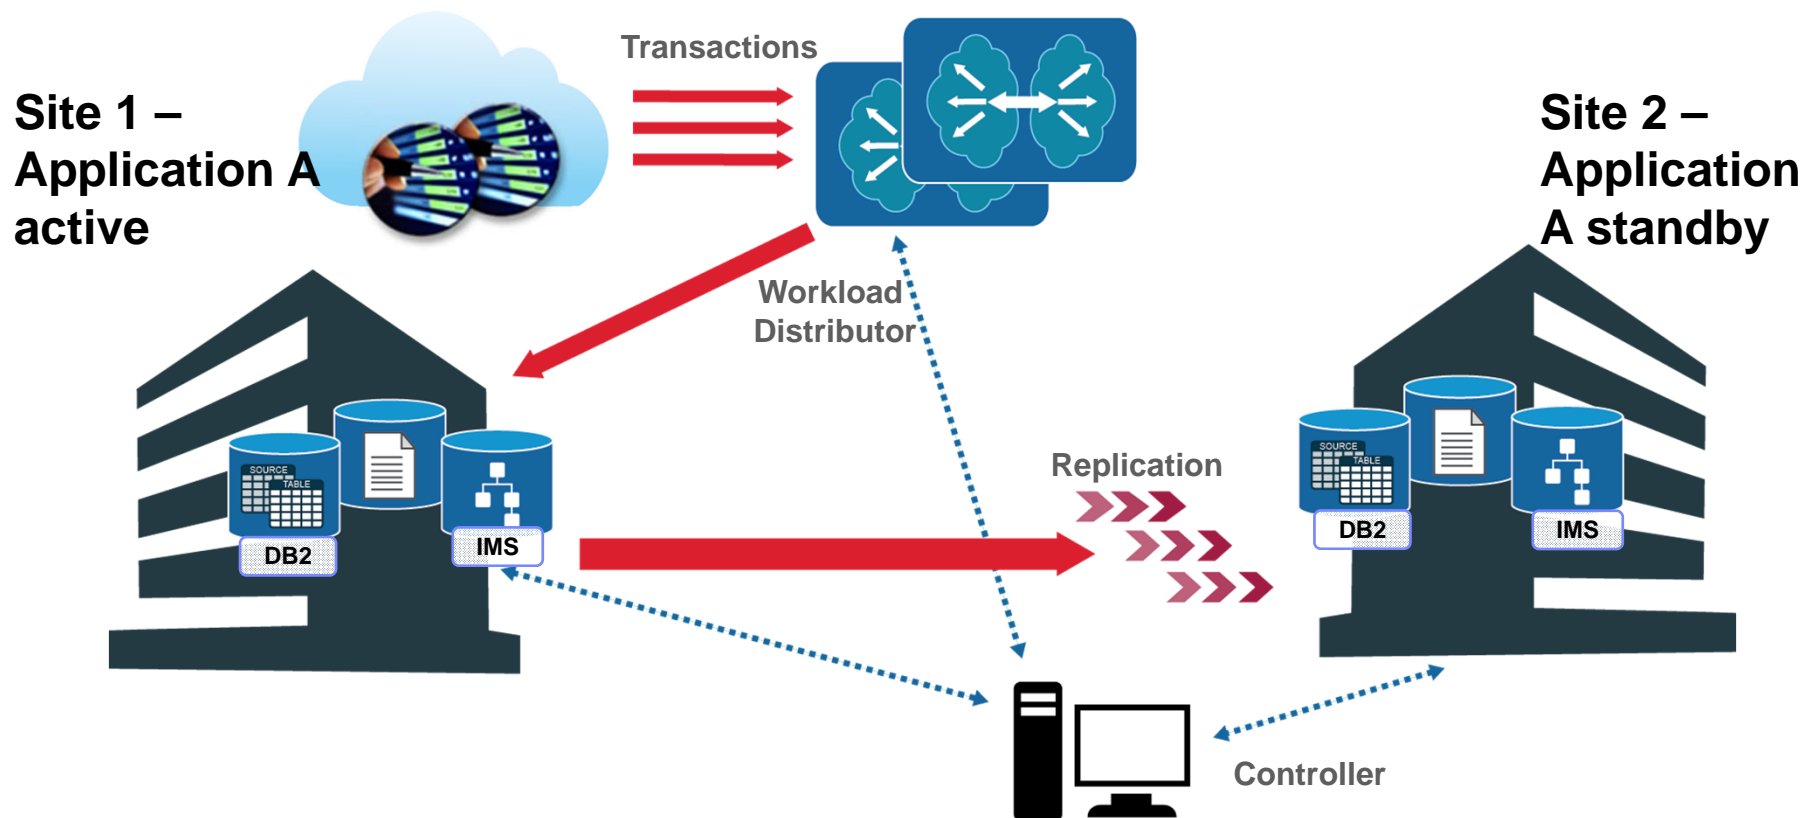 Transactions
Site 1 –
Application A
active
Site 2 –
Application
A standby
Workload
Distributor
SOURCE
TABLE
DB2
IMS
Replication
SOURCE
TABLE
DB2
IMS
Controller